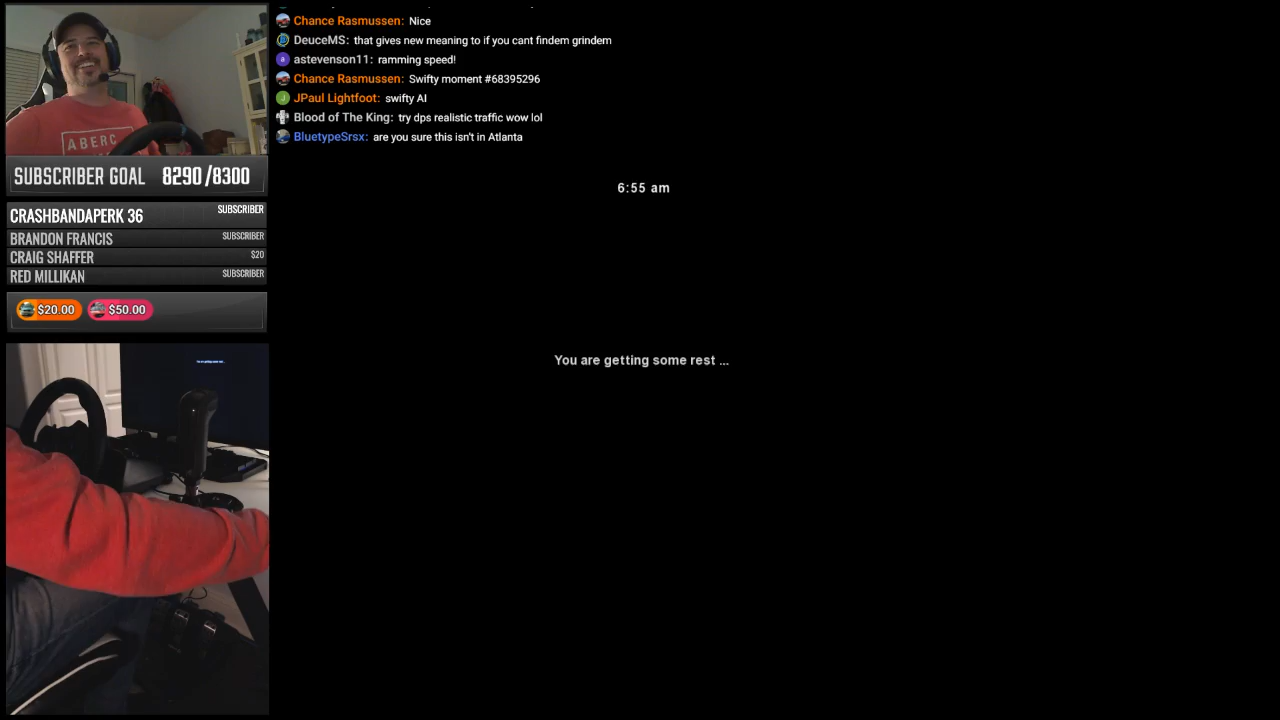 Chance Rasmussen: Nice
DeuceMS: that gives new meaning to if you cant findem grindem
astevenson11: ramming speed!
Chance Rasmussen: Swifty moment #68395296
JPaul Lightfoot: swifty AI
Blood of The King: try dps realistic traffic wow lol
BluetypeSrsx: are you sure this isn't in Atlanta
ABERC
SUBSCRIBER GOAL 8290/8300
CRASHBANDAPERK 36 SUBSCRIBER
BRANDON FRANCIS SUBSCRIBER
CRAIG SHAFFER $20
RED MILLIKAN SUBSCRIBER
$20.00 $50.00
6:55 am
You are getting some rest ...